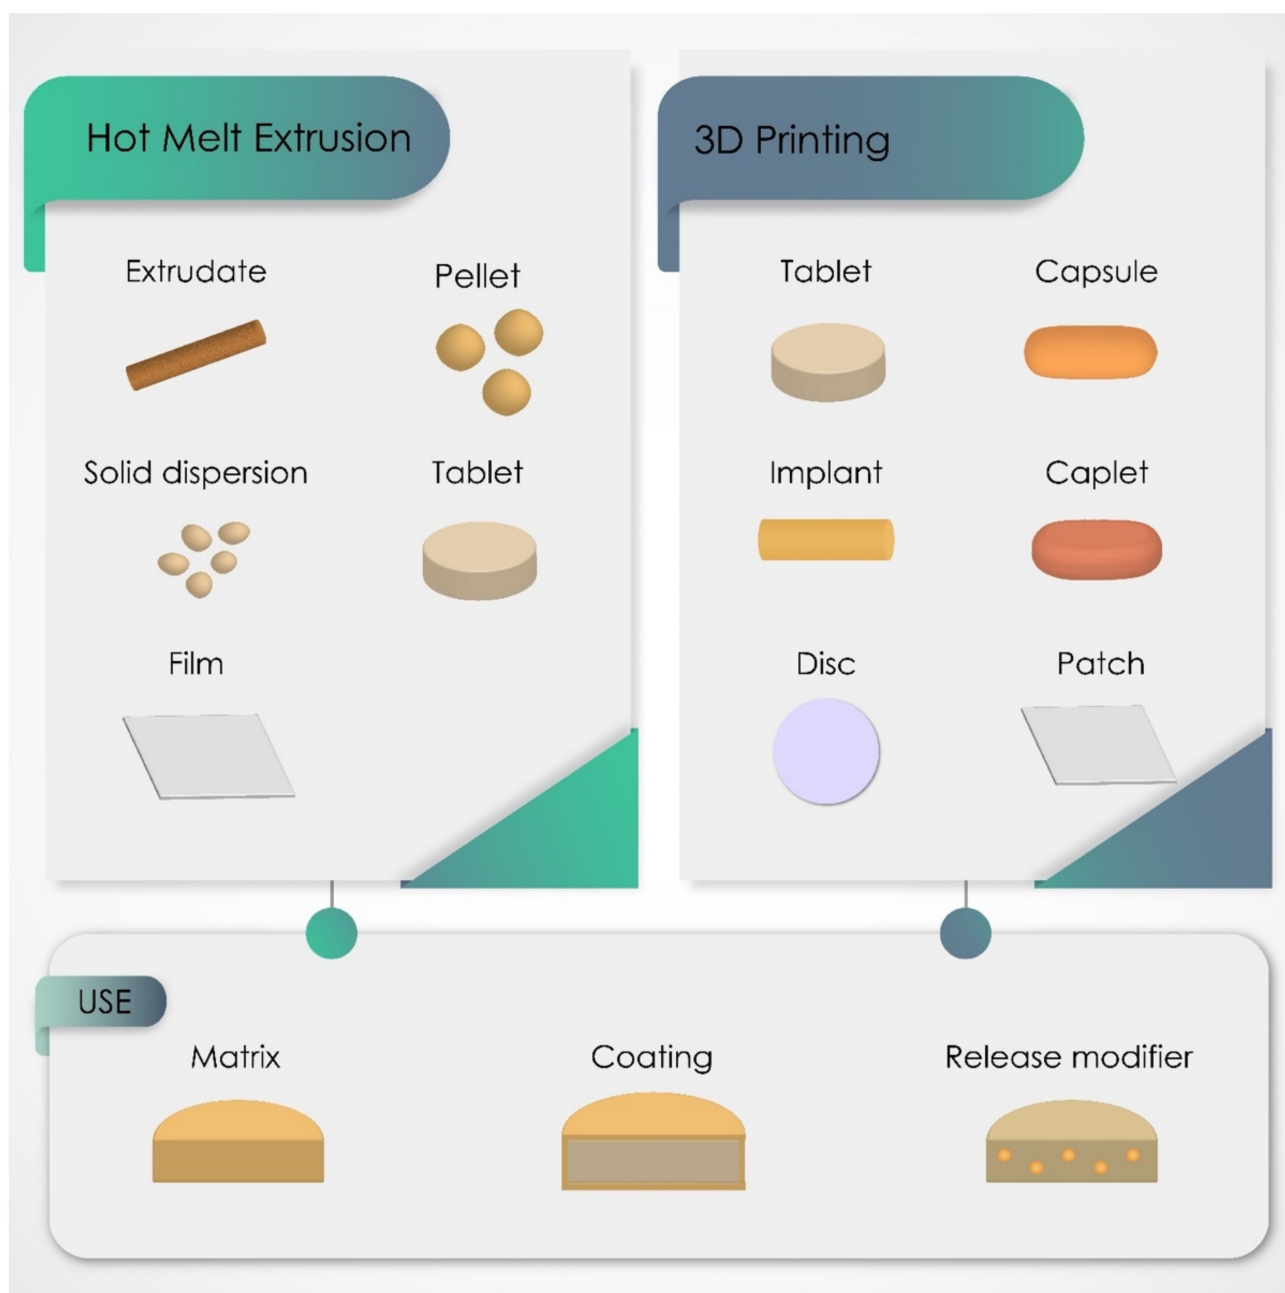 Hot Melt Extrusion
Extrudate
Pellet
Solid dispersion
Tablet
Film
3D Printing
Tablet
Capsule
Implant
Caplet
Disc
Patch
USE
Matrix
Coating
Release modifier